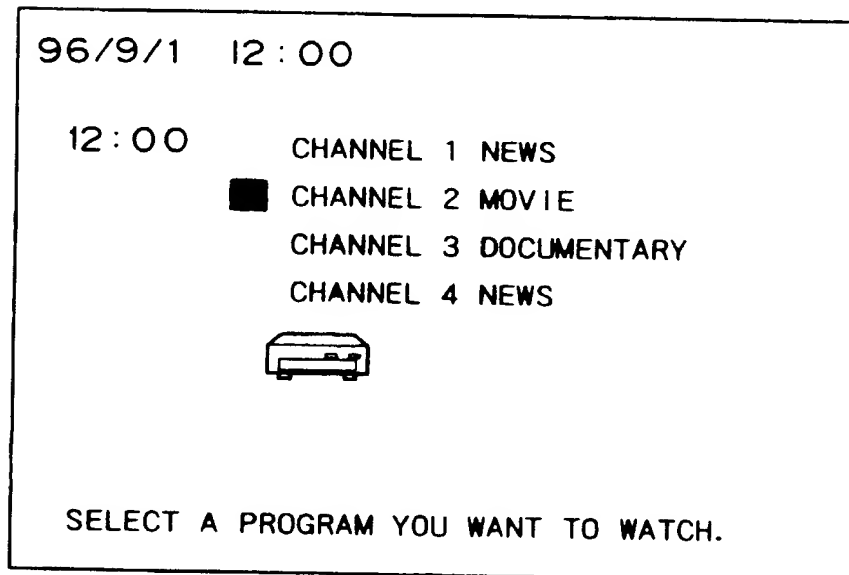 96/9/1 12:00
12:00 CHANNEL 1 NEWS
CHANNEL 2 MOVIE
CHANNEL 3 DOCUMENTARY
CHANNEL 4 NEWS
SELECT A PROGRAM YOU WANT TO WATCH.